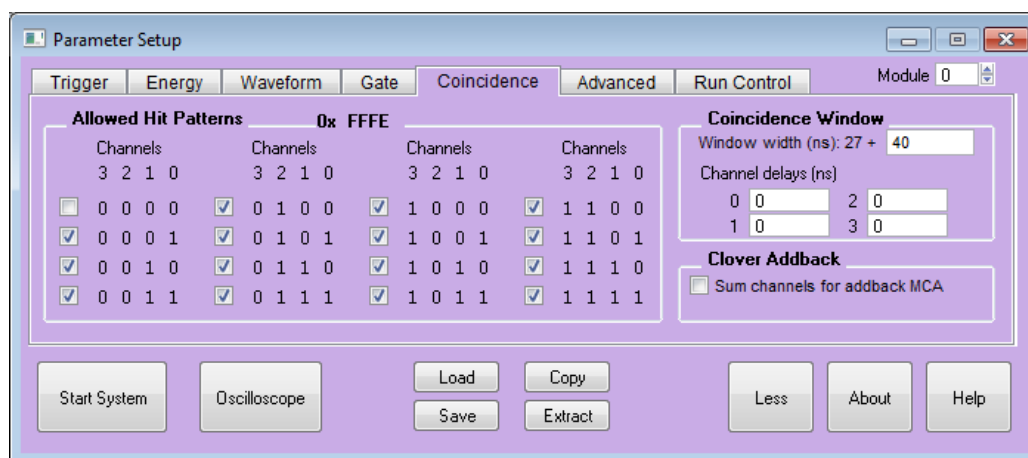 Parameter Setup
Trigger Energy Waveform Gate Coincidence Advanced Run Control Module 0
Allowed Hit Patterns 0x FFFE
Channels Channels Channels Channels
3 2 1 0 3 2 1 0 3 2 1 0 3 2 1 0
0 0 0 0 0 1 0 0 1 0 0 0 1 1 0 0
0 0 0 1 0 1 0 1 1 0 0 1 1 1 0 1
0 0 1 0 0 1 1 0 1 0 1 0 1 1 1 0
0 0 1 1 0 1 1 1 1 0 1 1 1 1 1 1
Coincidence Window
Window width (ns): 27 + 40
Channel delays (ns)
0 0 2 0
1 0 3 0
Clover Addback
Sum channels for addback MCA
Start System Oscilloscope Load Copy Less About Help
Save Extract